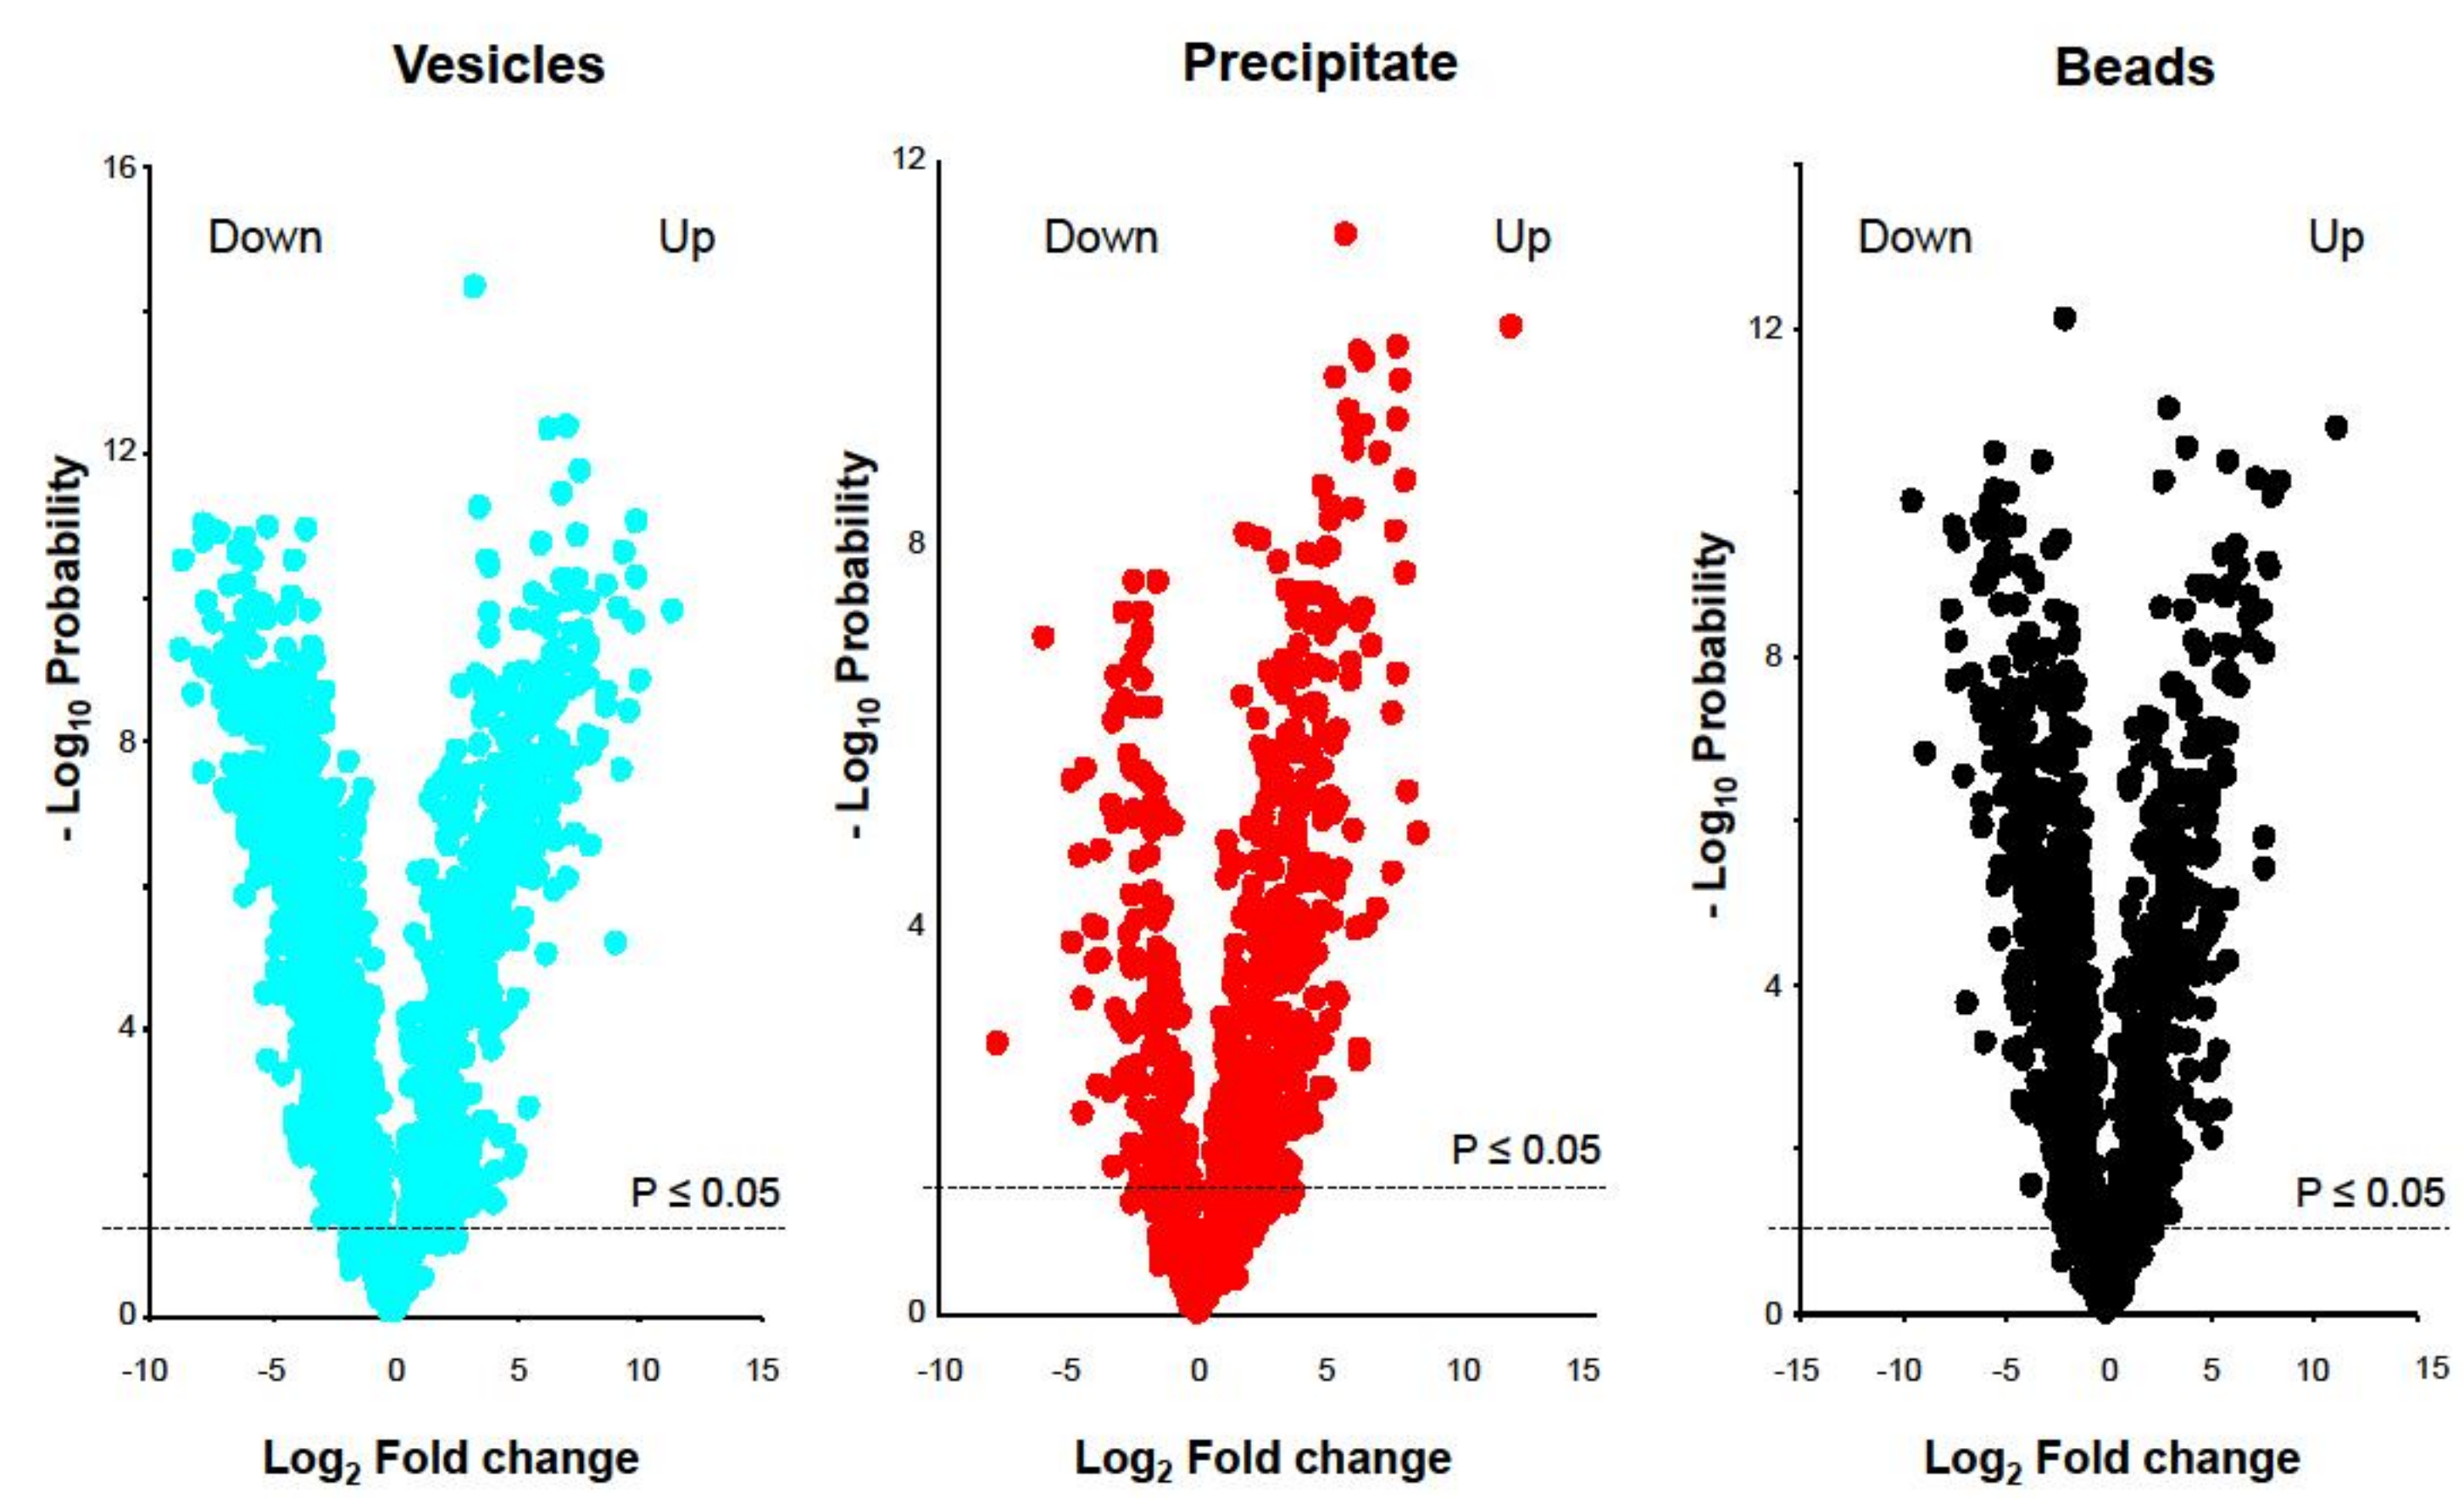 Vesicles
Precipitate
Beads
16
12
8
4
0
Down
Up
P ≤ 0.05
- Log10 Probability
-10 -5 0 5 10 15
Log2 Fold change
12
8
4
0
Down
Up
P ≤ 0.05
- Log10 Probability
-10 -5 0 5 10 15
Log2 Fold change
12
8
4
0
Down
Up
P ≤ 0.05
- Log10 Probability
-15 -10 -5 0 5 10 15
Log2 Fold change